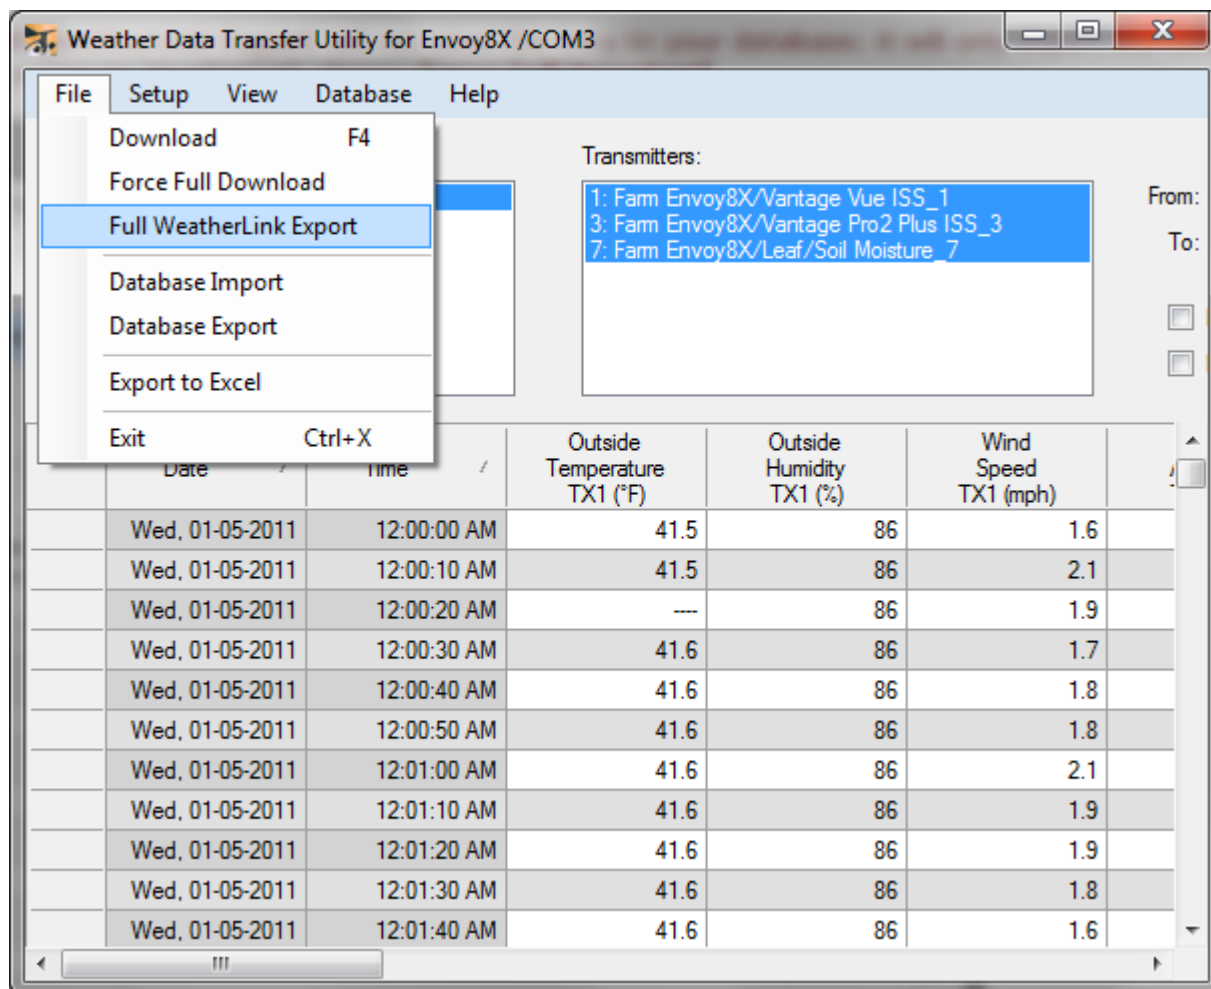 Weather Data Transfer Utility for Envoy8X /COM3
File Setup View Database Help
Download F4
Force Full Download
Full WeatherLink Export
Database Import
Database Export
Export to Excel
Exit Ctrl+X
Transmitters:
1: Farm Envoy8X/Vantage Vue ISS_1
3: Farm Envoy8X/Vantage Pro2 Plus ISS_3
7: Farm Envoy8X/Leaf/Soil Moisture_7
From:
To:
Date Time Outside Temperature TX1 (°F) Outside Humidity TX1 (%) Wind Speed TX1 (mph)
Wed, 01-05-2011 12:00:00 AM 41.5 86 1.6
Wed, 01-05-2011 12:00:10 AM 41.5 86 2.1
Wed, 01-05-2011 12:00:20 AM ---- 86 1.9
Wed, 01-05-2011 12:00:30 AM 41.6 86 1.7
Wed, 01-05-2011 12:00:40 AM 41.6 86 1.8
Wed, 01-05-2011 12:00:50 AM 41.6 86 1.8
Wed, 01-05-2011 12:01:00 AM 41.6 86 2.1
Wed, 01-05-2011 12:01:10 AM 41.6 86 1.9
Wed, 01-05-2011 12:01:20 AM 41.6 86 1.9
Wed, 01-05-2011 12:01:30 AM 41.6 86 1.8
Wed, 01-05-2011 12:01:40 AM 41.6 86 1.6